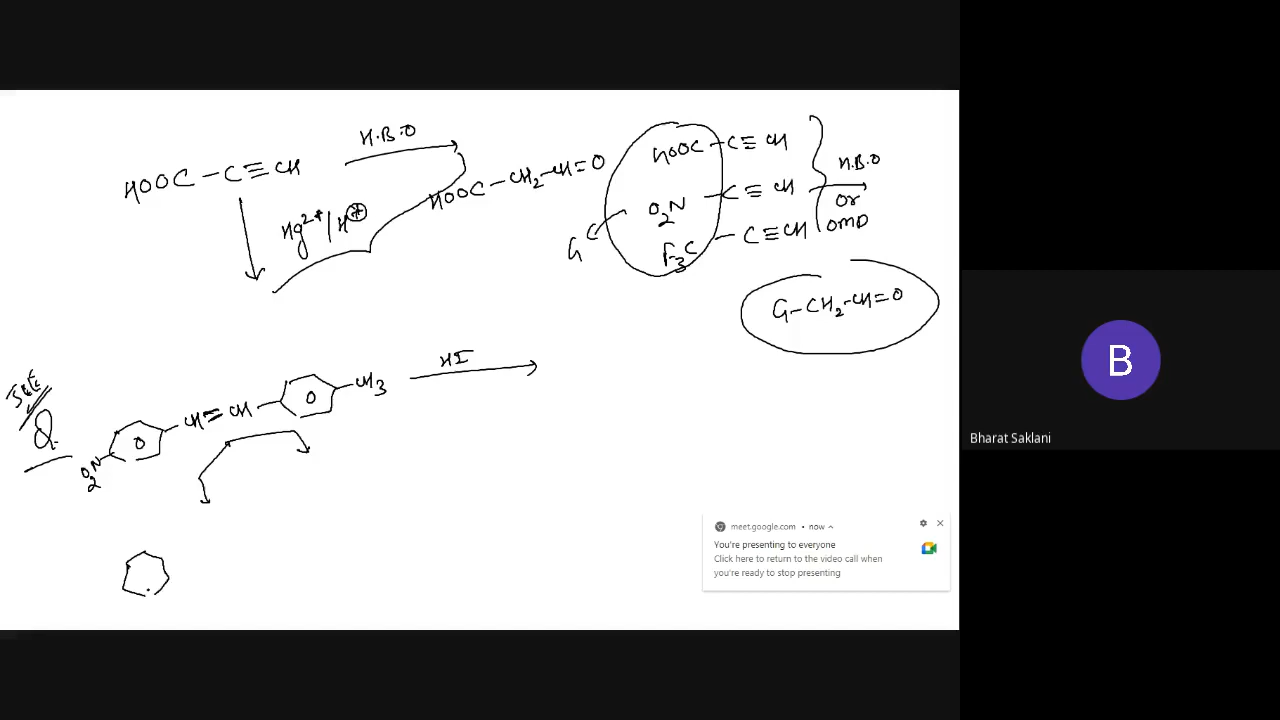 HOOC-C≡CH
H.B.O
HOOC-CH2-CH=O
Hg2+/H+
HOOC-C≡CH
O2N-C≡CH
F3C-C≡CH
G
H.B.O
Or
OMD
G-CH2-CH=O
JEE
Q.
O2N
CH=CH
CH3
HI
B
Bharat Saklani
meet.google.com • now
You're presenting to everyone
Click here to return to the video call when
you're ready to stop presenting